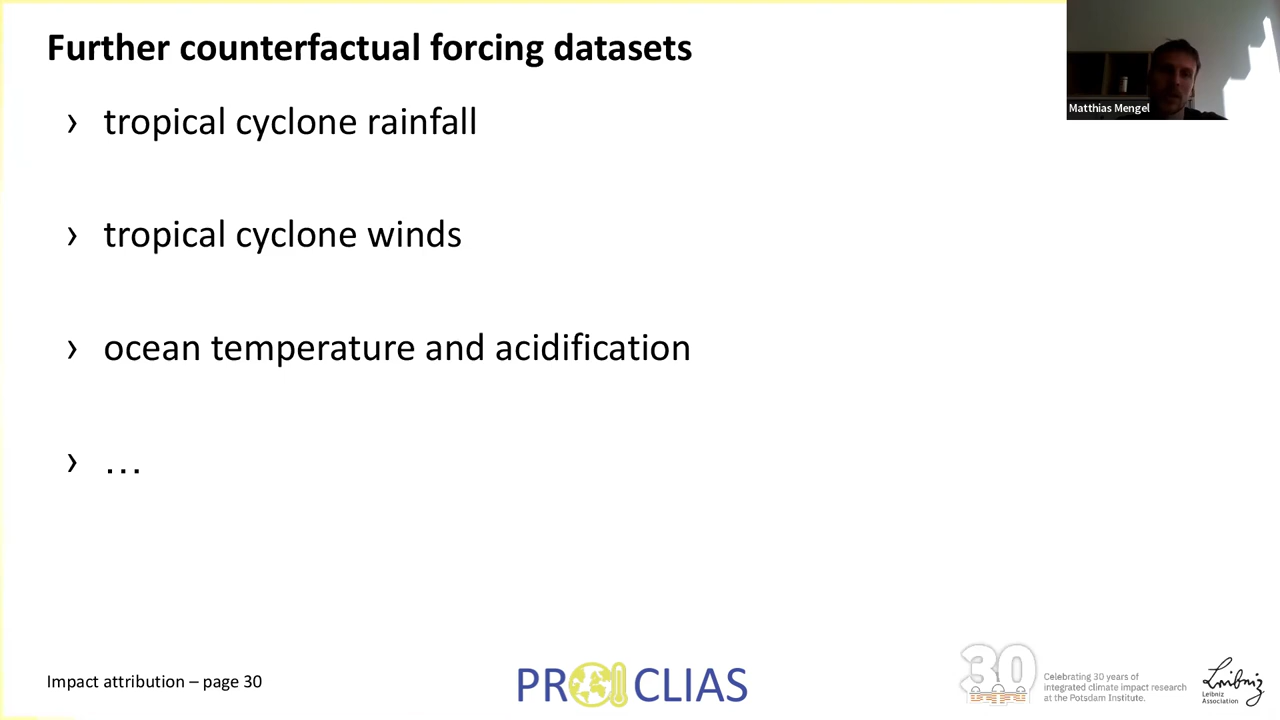 Further counterfactual forcing datasets
Matthias Mengel
› tropical cyclone rainfall
› tropical cyclone winds
› ocean temperature and acidification
› …
Impact attribution – page 30
PROCLIAS
30
Celebrating 30 years of
integrated climate impact research
at the Potsdam Institute.
Leibniz
Leibniz
Association